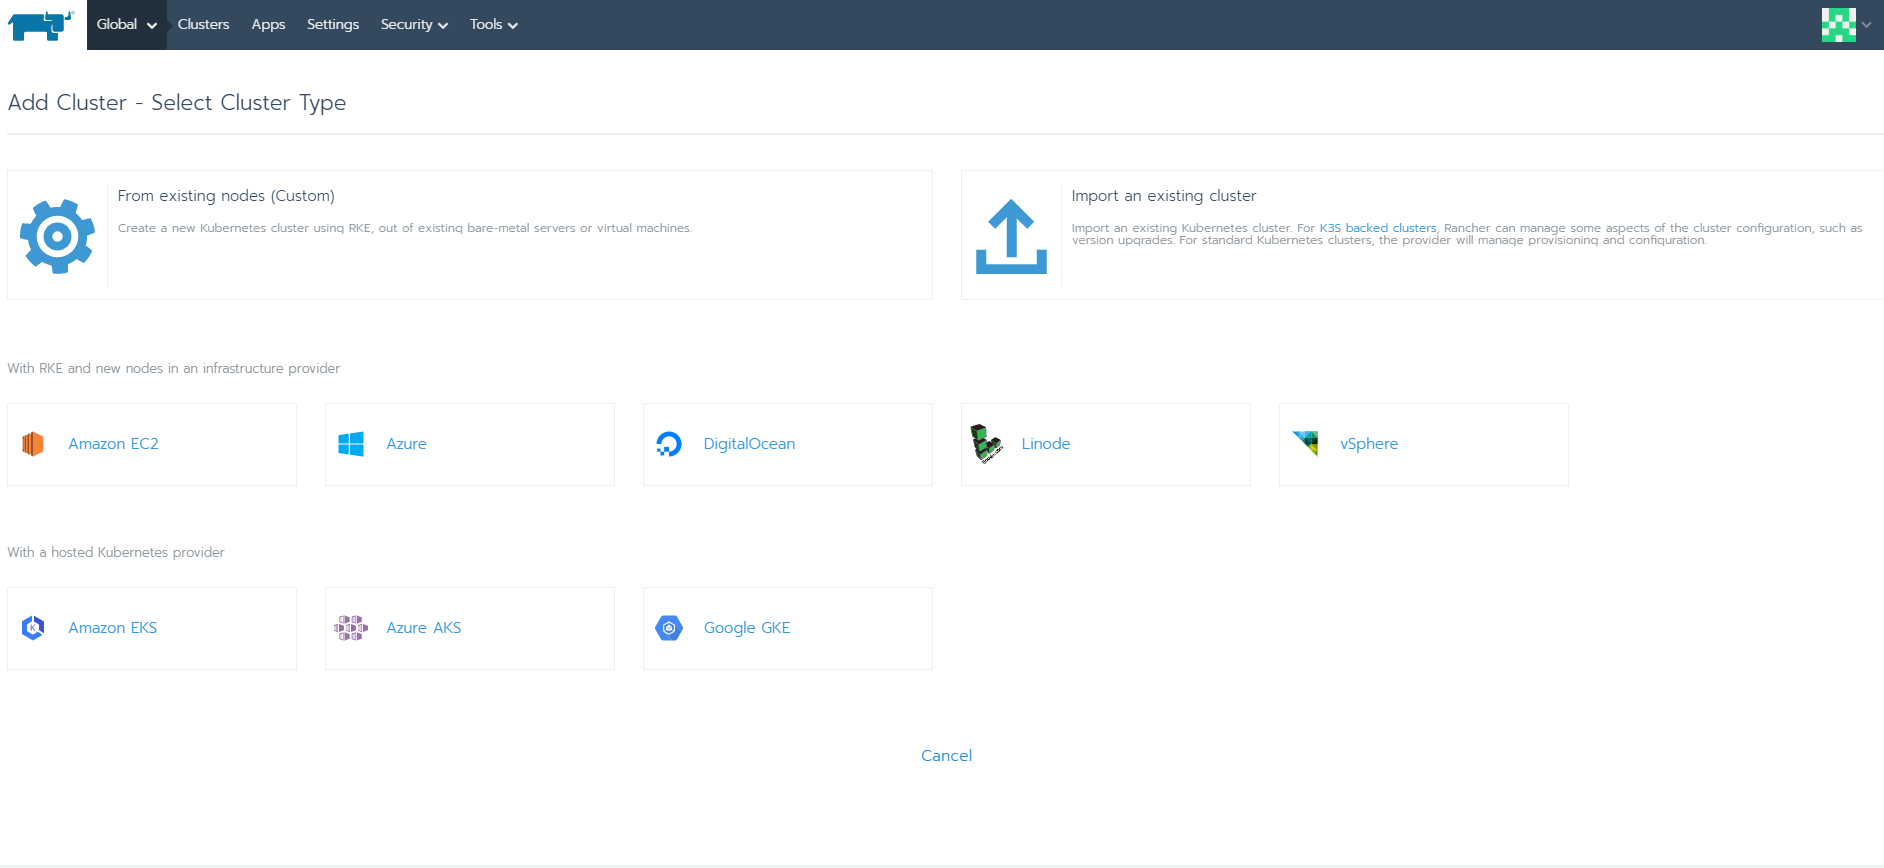 Global Clusters Apps Settings Security Tools
Add Cluster - Select Cluster Type
From existing nodes (Custom)
Create a new Kubernetes cluster using RKE, out of existing bare-metal servers or virtual machines.
Import an existing cluster
Import an existing Kubernetes cluster. For K3S backed clusters, Rancher can manage some aspects of the cluster configuration, such as
version upgrades. For standard Kubernetes clusters, the provider will manage provisioning and configuration.
With RKE and new nodes in an infrastructure provider
Amazon EC2 Azure DigitalOcean Linode vSphere
With a hosted Kubernetes provider
Amazon EKS Azure AKS Google GKE
Cancel